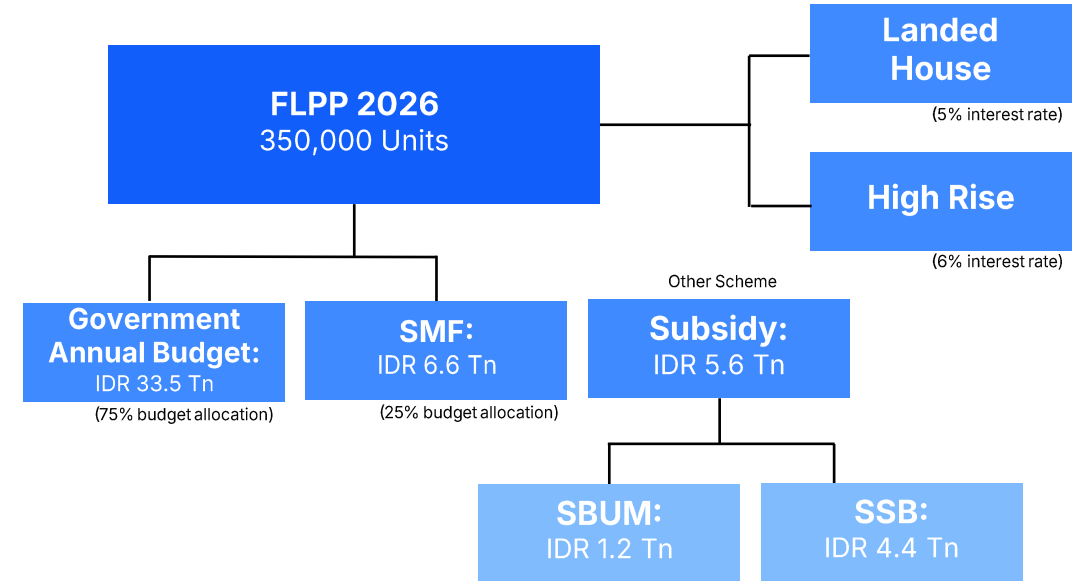 FLPP 2026
350,000 Units
Landed
House
(5% interest rate)
High Rise
(6% interest rate)
Government
Annual Budget:
IDR 33.5 Tn
(75% budget allocation)
SMF:
IDR 6.6 Tn
(25% budget allocation)
Other Scheme
Subsidy:
IDR 5.6 Tn
SBUM:
IDR 1.2 Tn
SSB:
IDR 4.4 Tn